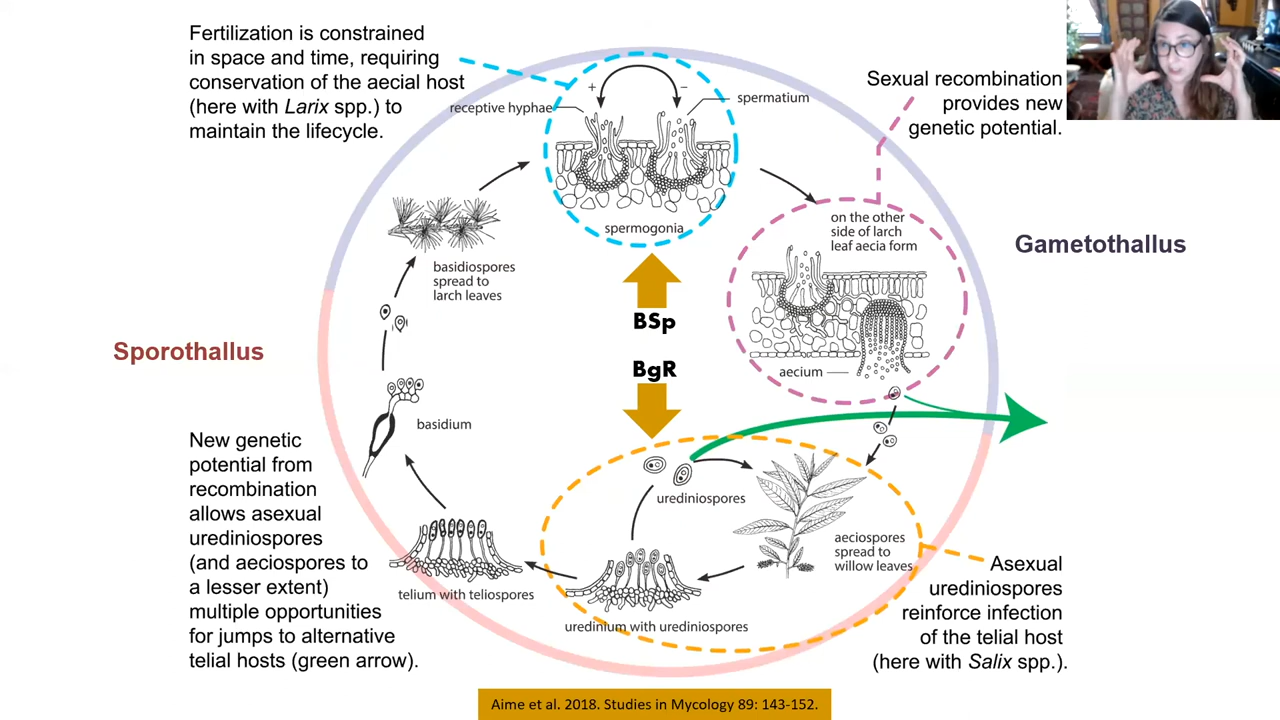 Fertilization is constrained
in space and time, requiring
conservation of the aecial host
(here with Larix spp.) to
maintain the lifecycle.
+
−
receptive hyphae
spermatium
spermogonia
Sexual recombination
provides new
genetic potential.
on the other
side of larch
leaf aecia form
aecium
Gametothallus
basidiospores
spread to
larch leaves
BSp
BgR
Sporothallus
basidium
New genetic
potential from
recombination
allows asexual
urediniospores
(and aeciospores to
a lesser extent)
multiple opportunities
for jumps to alternative
telial hosts (green arrow).
telium with teliospores
urediniospores
uredinium with urediniospores
aeciospores
spread to
willow leaves
Asexual
urediniospores
reinforce infection
of the telial host
(here with Salix spp.).
Aime et al. 2018. Studies in Mycology 89: 143-152.